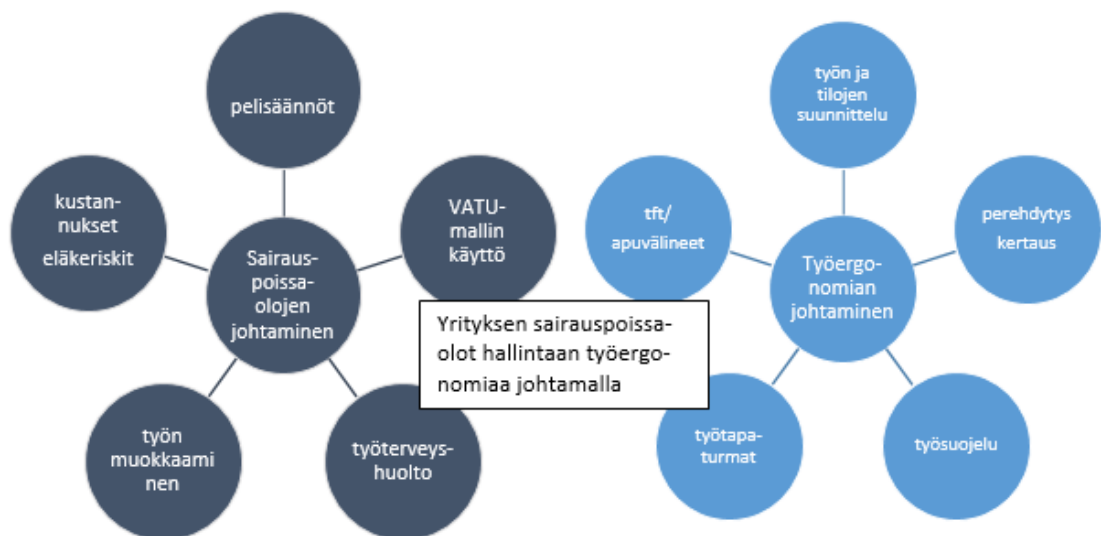 pelisäännöt
kustan-
nukset
eläkeriskit
VATU-
mallin
käyttö
Sairaus-
poissa-
olojen
johtaminen
työn
muokkaami
nen
työterveys-
huolto
Yrityksen sairauspoissa-
olot hallintaan työergo-
nomiaa johtamalla
työn ja
tilojen
suunnittelu
tft/
apuvälineet
perehdytys
kertaus
Työergo-
nomian
johtaminen
työtapa-
turmat
työsuojelu